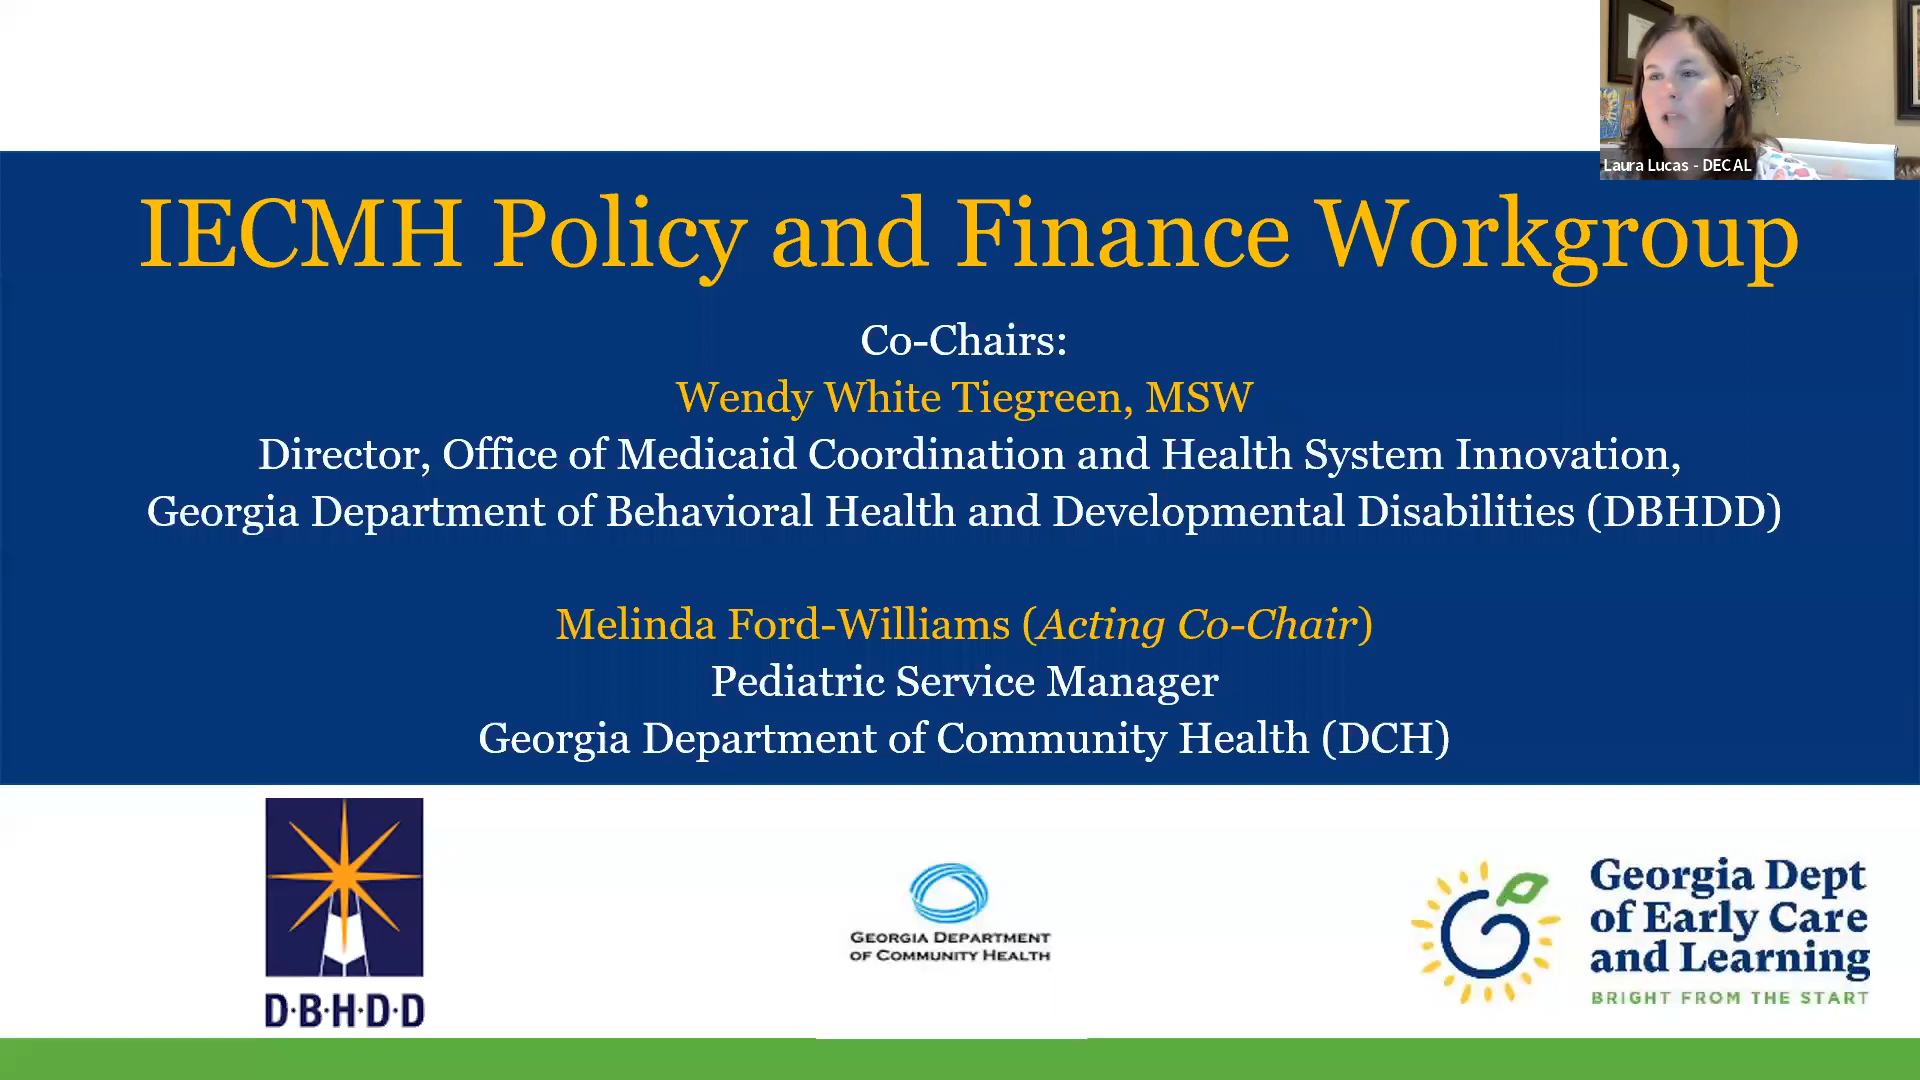 Laura Lucas - DECAL
IECMH Policy and Finance Workgroup
Co-Chairs:
Wendy White Tiegreen, MSW
Director, Office of Medicaid Coordination and Health System Innovation,
Georgia Department of Behavioral Health and Developmental Disabilities (DBHDD)
Melinda Ford-Williams (Acting Co-Chair)
Pediatric Service Manager
Georgia Department of Community Health (DCH)
D·B·H·D·D
GEORGIA DEPARTMENT
OF COMMUNITY HEALTH
Georgia Dept
of Early Care
and Learning
BRIGHT FROM THE START